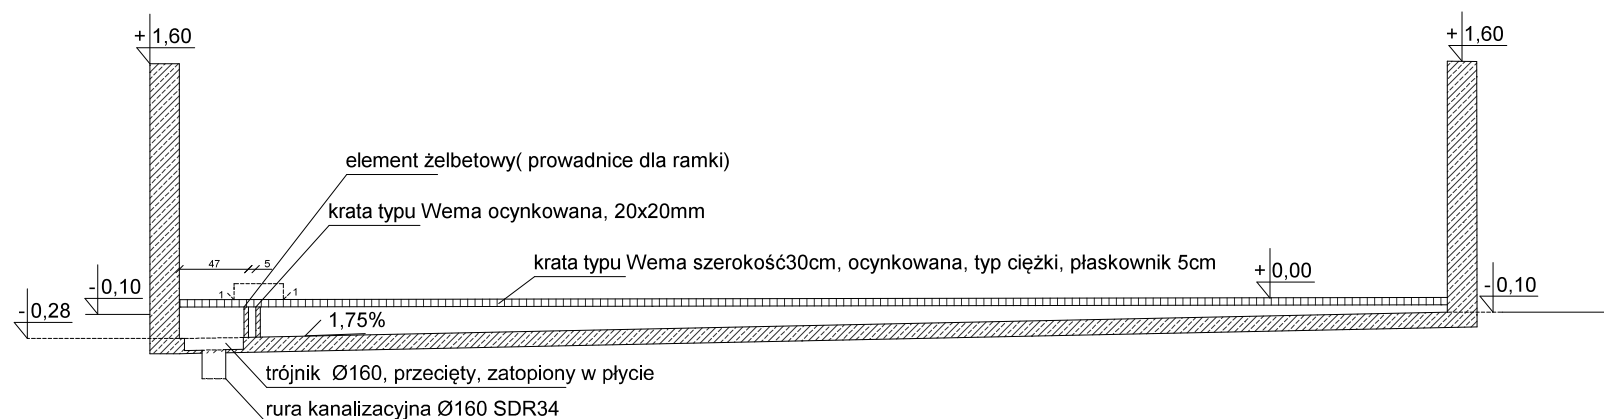 + 1,60
+ 1,60
element żelbetowy( prowadnice dla ramki)
krata typu Wema ocynkowana, 20x20mm
krata typu Wema szerokość30cm, ocynkowana, typ ciężki, płaskownik 5cm
47
5
+ 0,00
- 0,10
- 0,10
1
1
- 0,28
1,75%
trójnik Ø160, przecięty, zatopiony w płycie
rura kanalizacyjna Ø160 SDR34